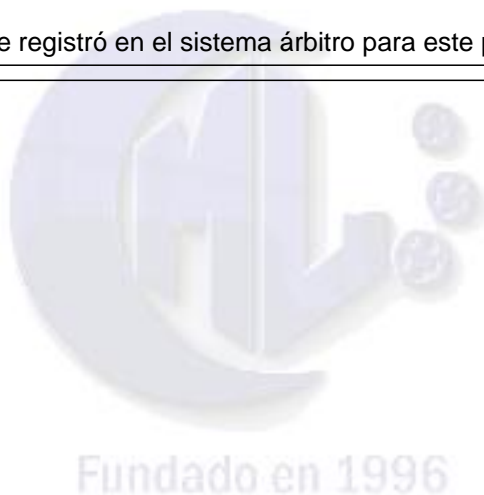 e registró en el sistema árbitro para este
Fundado en 1996